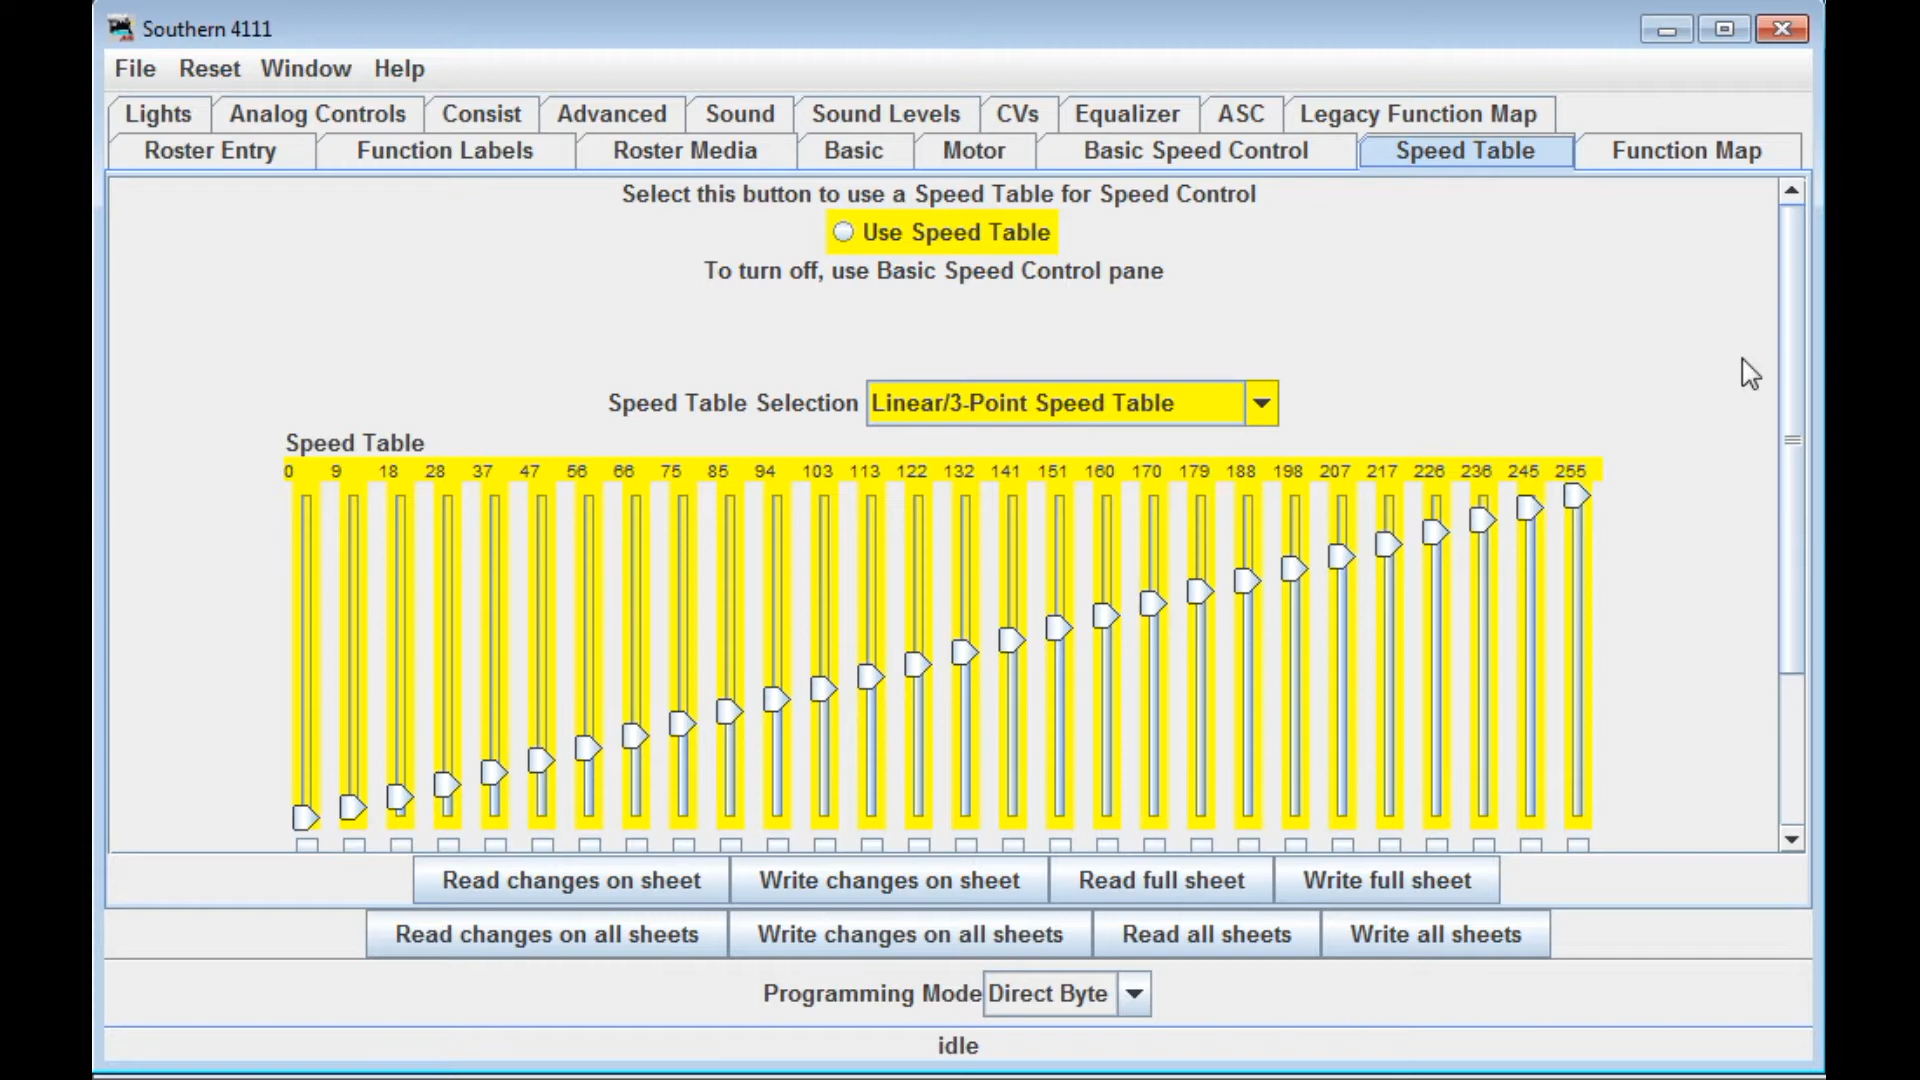 Southern 4111
File Reset Window Help
Lights Analog Controls Consist Advanced Sound Sound Levels CVs Equalizer ASC Legacy Function Map
Roster Entry Function Labels Roster Media Basic Motor Basic Speed Control Speed Table Function Map
Select this button to use a Speed Table for Speed Control
Use Speed Table
To turn off, use Basic Speed Control pane
Speed Table Selection Linear/3-Point Speed Table
Speed Table
0 9 18 28 37 47 56 66 75 85 94 103 113 122 132 141 151 160 170 179 188 198 207 217 226 236 245 255
Read changes on sheet Write changes on sheet Read full sheet Write full sheet
Read changes on all sheets Write changes on all sheets Read all sheets Write all sheets
Programming Mode Direct Byte
idle